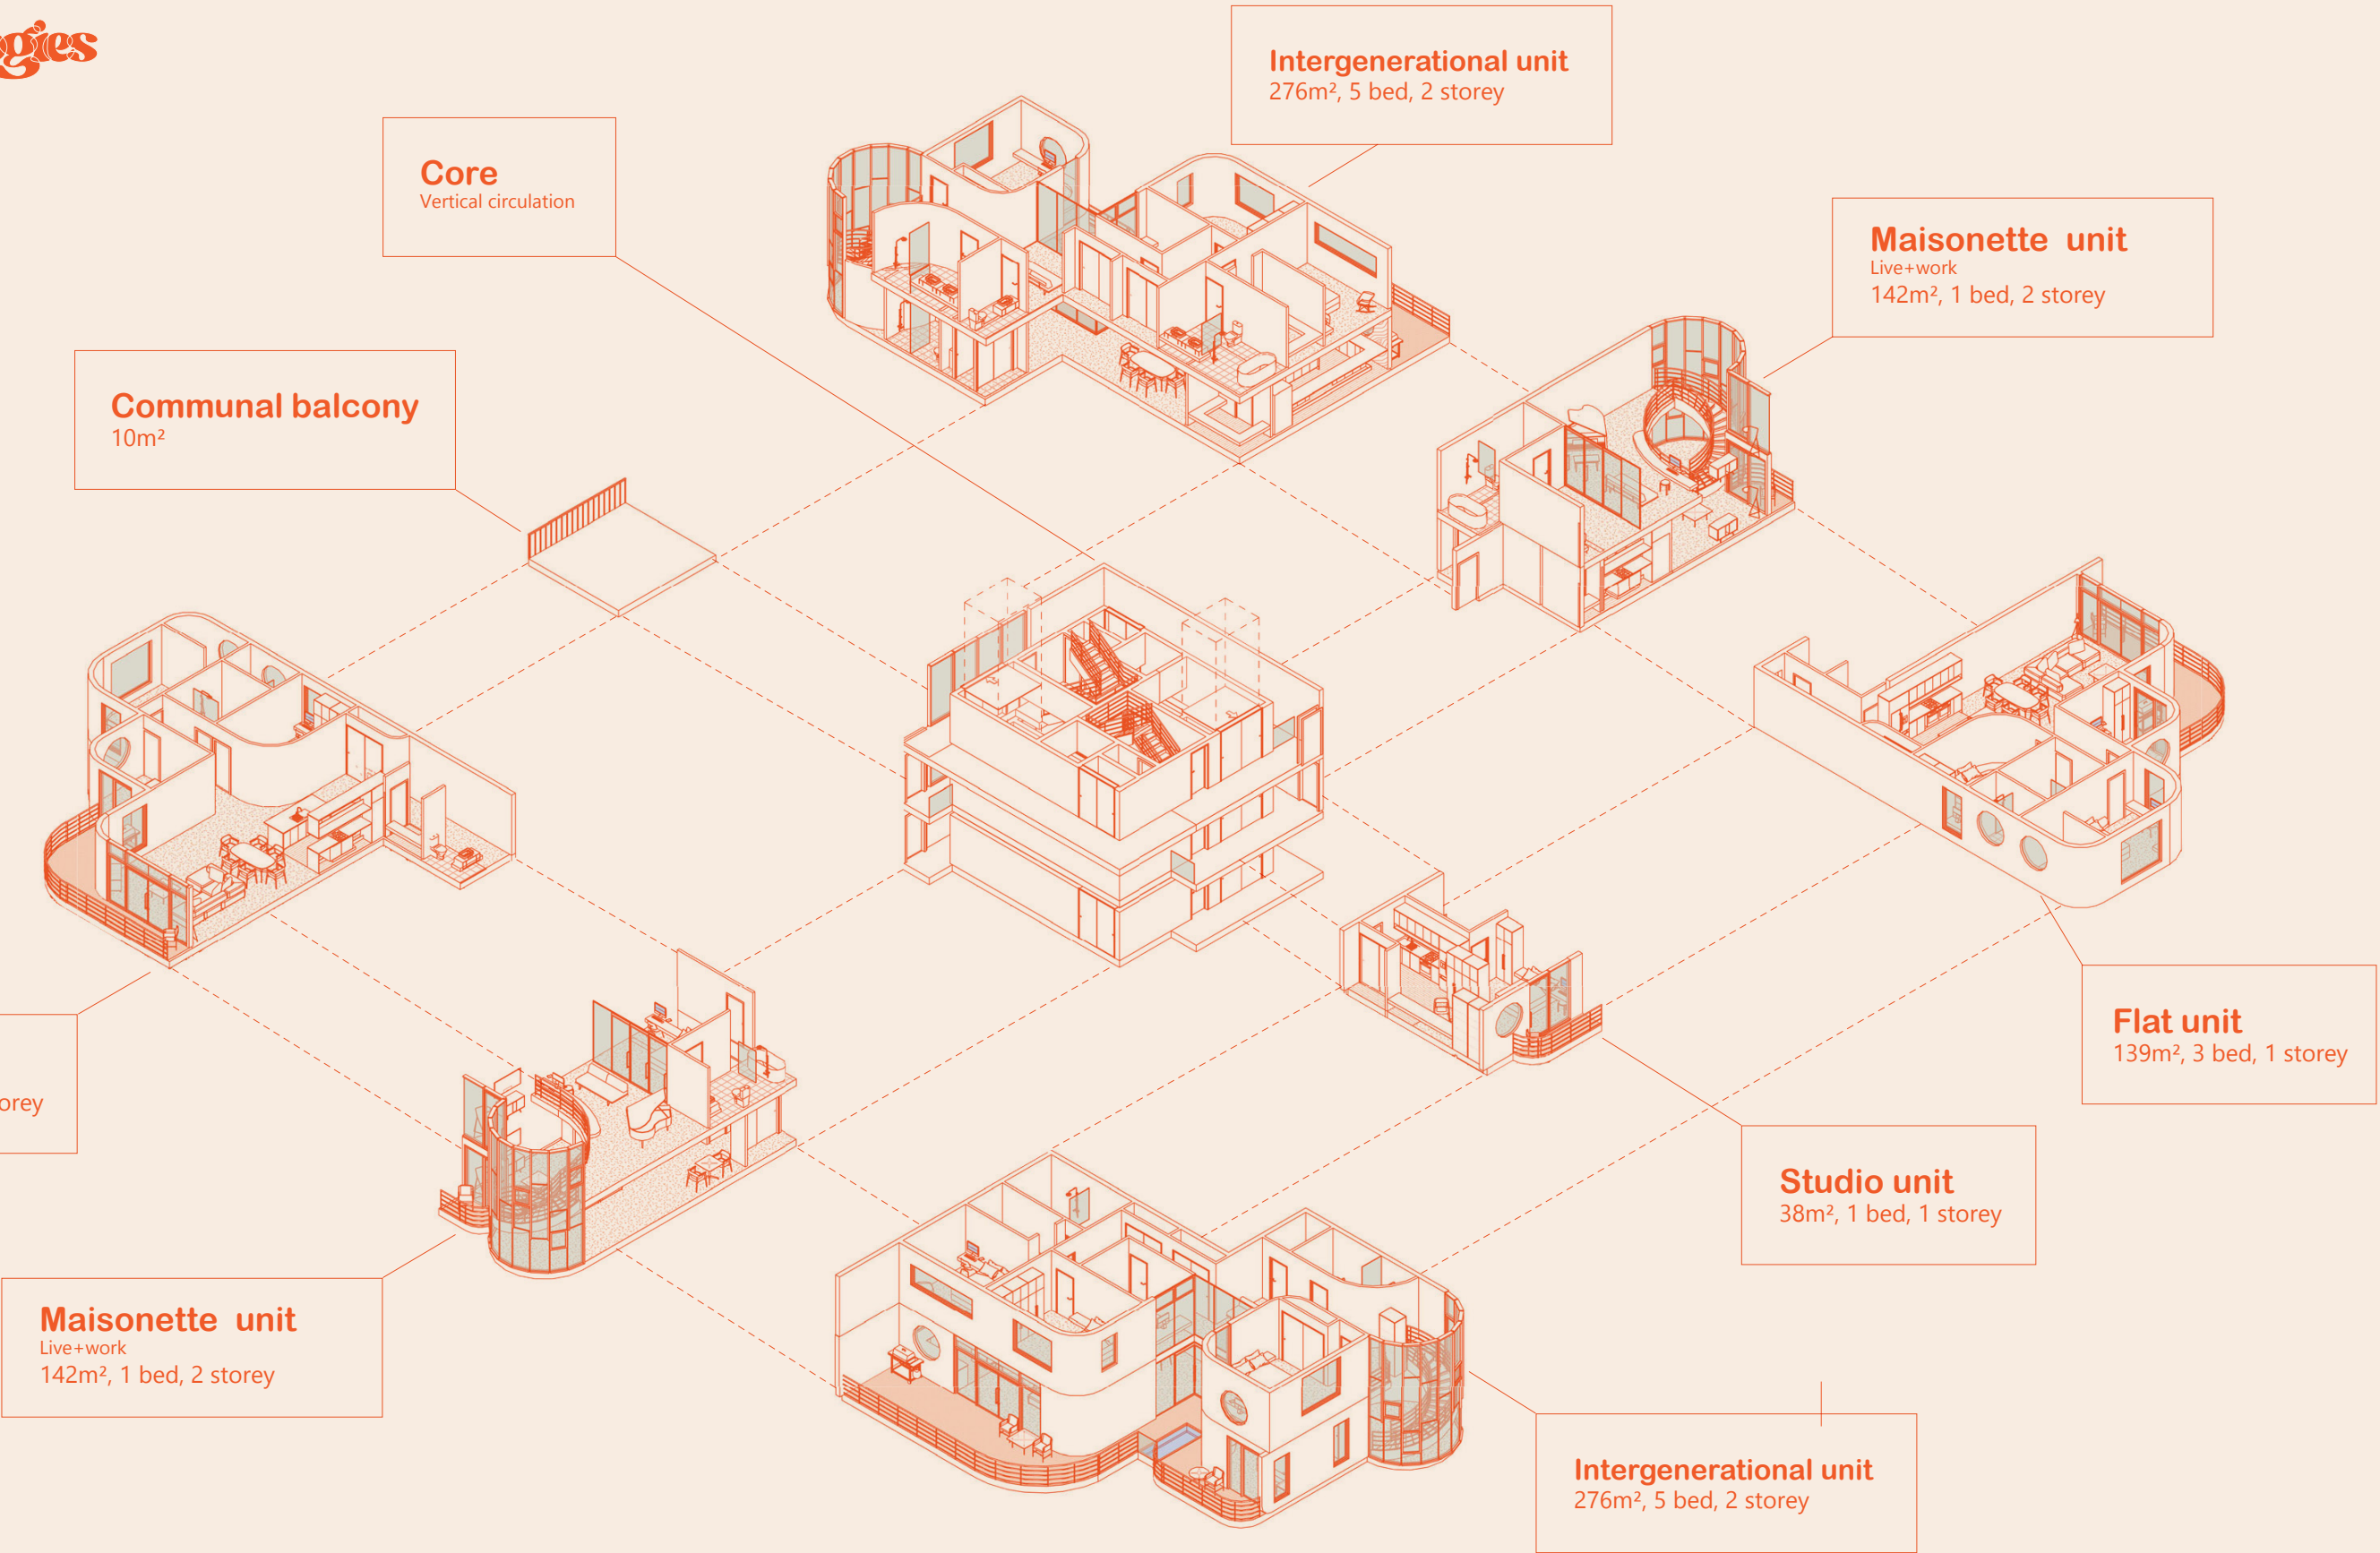 gies
Intergenerational unit
276m², 5 bed, 2 storey
Core
Vertical circulation
Maisonette unit
Live+work
142m², 1 bed, 2 storey
Communal balcony
10m²
Flat unit
139m², 3 bed, 1 storey
orey
Studio unit
38m², 1 bed, 1 storey
Maisonette unit
Live+work
142m², 1 bed, 2 storey
Intergenerational unit
276m², 5 bed, 2 storey